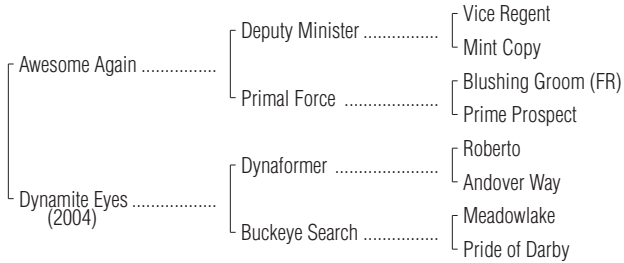 Vice Regent
Deputy Minister ................
Mint Copy
Awesome Again ................
Blushing Groom (FR)
Primal Force ....................
Prime Prospect
Roberto
Dynaformer ......................
Andover Way
Dynamite Eyes ..................
(2004)
Meadowlake
Buckeye Search ................
Pride of Darby